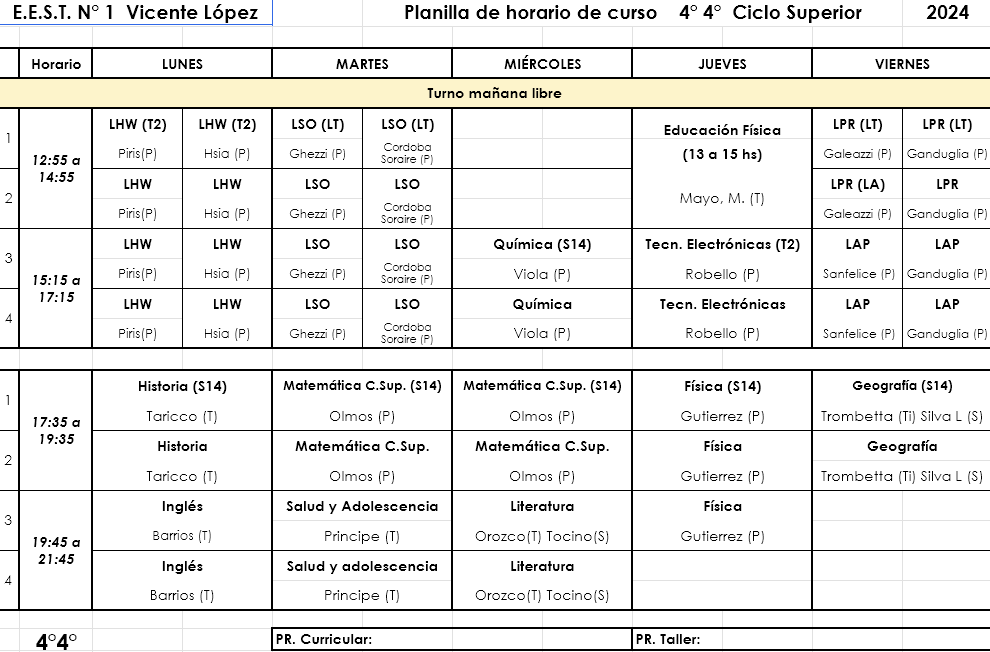 E.E.S.T. N° 1 Vicente López Planilla de horario de curso 4° 4° Ciclo Superior 2024
Horario LUNES MARTES MIÉRCOLES JUEVES VIERNES
Turno mañana libre
1 12:55 a 14:55 LHW (T2) LHW (T2) LSO (LT) LSO (LT) Educación Física LPR (LT) LPR (LT)
Piris(P) Hsia (P) Ghezzi (P) Cordoba Soraire (P) (13 a 15 hs) Galeazzi (P) Ganduglia (P)
2 LHW LHW LSO LSO LPR (LA) LPR
Piris(P) Hsia (P) Ghezzi (P) Cordoba Soraire (P) Mayo, M. (T) Galeazzi (P) Ganduglia (P)
3 15:15 a 17:15 LHW LHW LSO LSO Química (S14) Tecn. Electrónicas (T2) LAP LAP
Piris(P) Hsia (P) Ghezzi (P) Cordoba Soraire (P) Viola (P) Robello (P) Sanfelice (P) Ganduglia (P)
4 LHW LHW LSO LSO Química Tecn. Electrónicas LAP LAP
Piris(P) Hsia (P) Ghezzi (P) Cordoba Soraire (P) Viola (P) Robello (P) Sanfelice (P) Ganduglia (P)
1 17:35 a 19:35 Historia (S14) Matemática C.Sup. (S14) Matemática C.Sup. (S14) Física (S14) Geografía (S14)
Taricco (T) Olmos (P) Olmos (P) Gutierrez (P) Trombetta (Ti) Silva L (S)
2 Historia Matemática C.Sup. Matemática C.Sup. Física Geografía
Taricco (T) Olmos (P) Olmos (P) Gutierrez (P) Trombetta (Ti) Silva L (S)
3 19:45 a 21:45 Inglés Salud y Adolescencia Literatura Física
Barrios (T) Principe (T) Orozco(T) Tocino(S) Gutierrez (P)
4 Inglés Salud y adolescencia Literatura
Barrios (T) Principe (T) Orozco(T) Tocino(S)
4°4° PR. Curricular: PR. Taller: